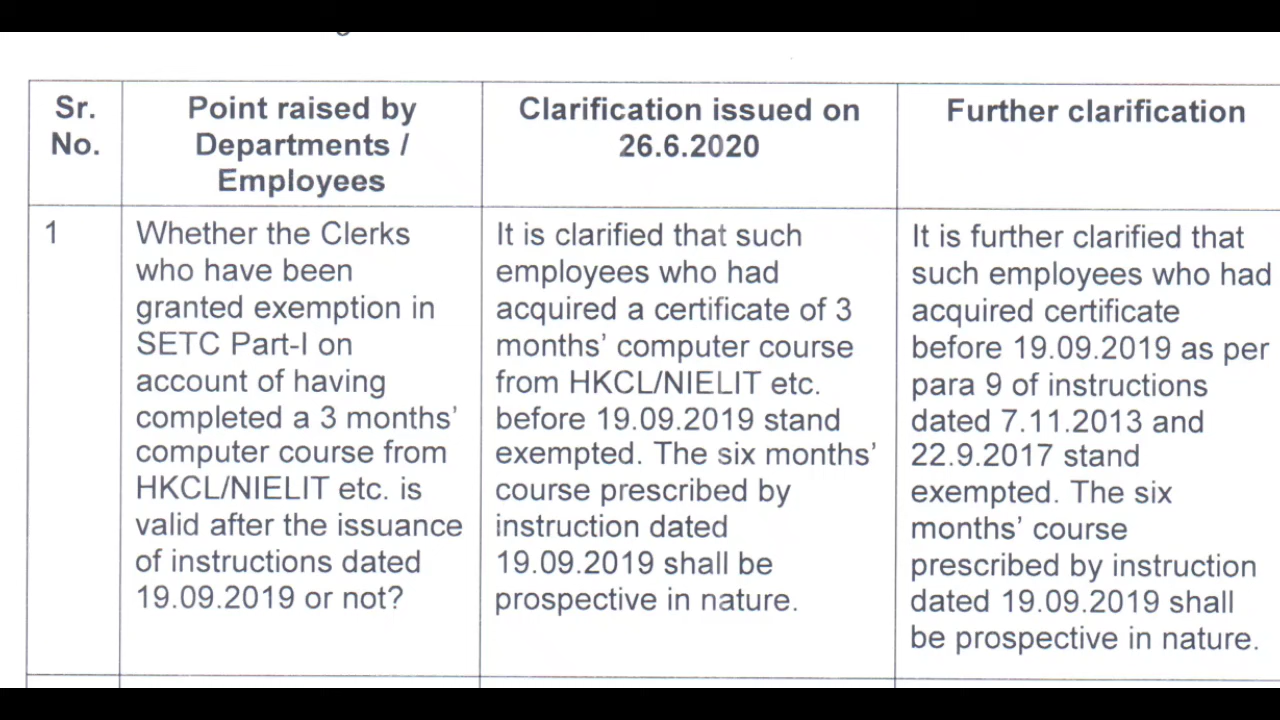 Sr.
No.
Point raised by
Departments /
Employees
Clarification issued on
26.6.2020
Further clarification
1
Whether the Clerks
who have been
granted exemption in
SETC Part-I on
account of having
completed a 3 months'
computer course from
HKCL/NIELIT etc. is
valid after the issuance
of instructions dated
19.09.2019 or not?
It is clarified that such
employees who had
acquired a certificate of 3
months' computer course
from HKCL/NIELIT etc.
before 19.09.2019 stand
exempted. The six months'
course prescribed by
instruction dated
19.09.2019 shall be
prospective in nature.
It is further clarified that
such employees who had
acquired certificate
before 19.09.2019 as per
para 9 of instructions
dated 7.11.2013 and
22.9.2017 stand
exempted. The six
months' course
prescribed by instruction
dated 19.09.2019 shall
be prospective in nature.